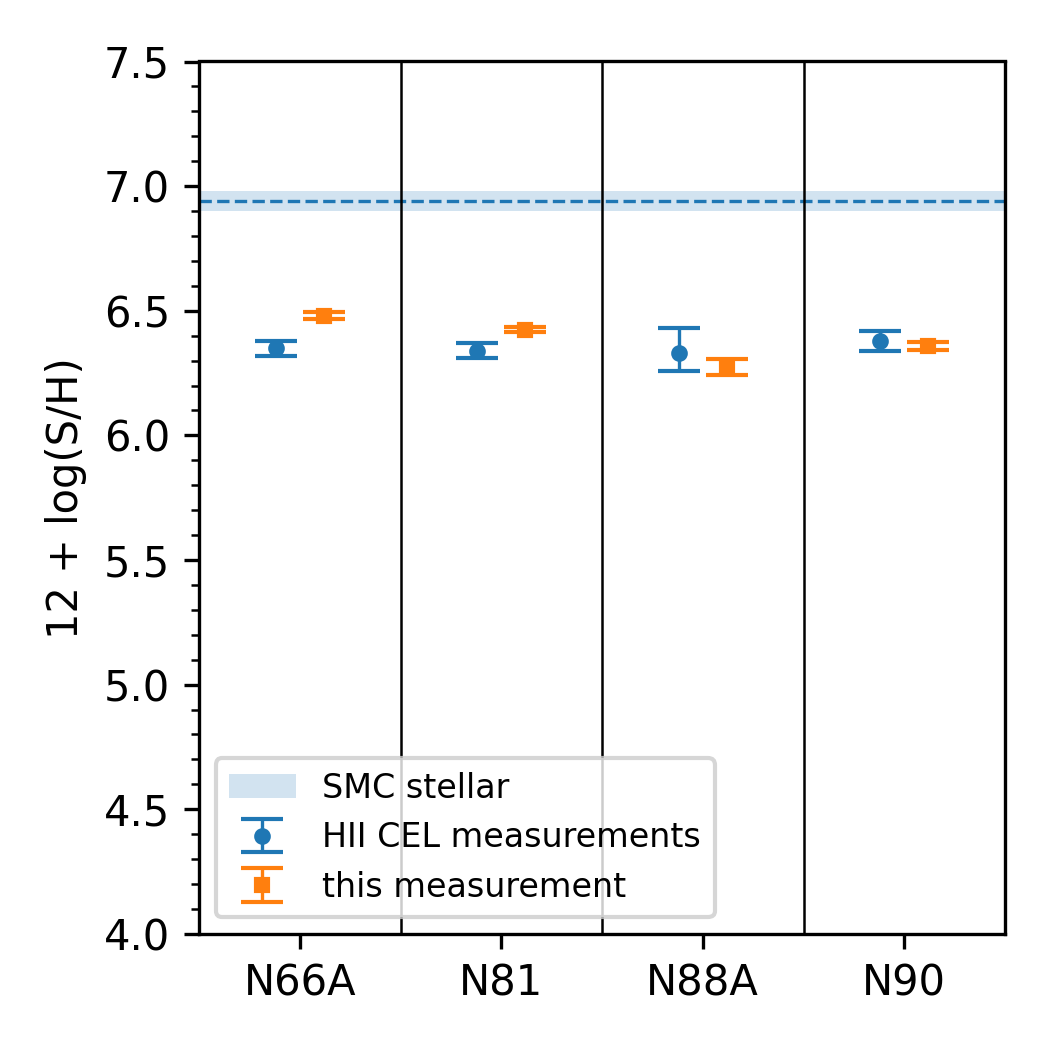 7.5
7.0
6.5
6.0
5.5
5.0
4.5
4.0
12 + log(S/H)
SMC stellar
HII CEL measurements
this measurement
N66A
N81
N88A
N90